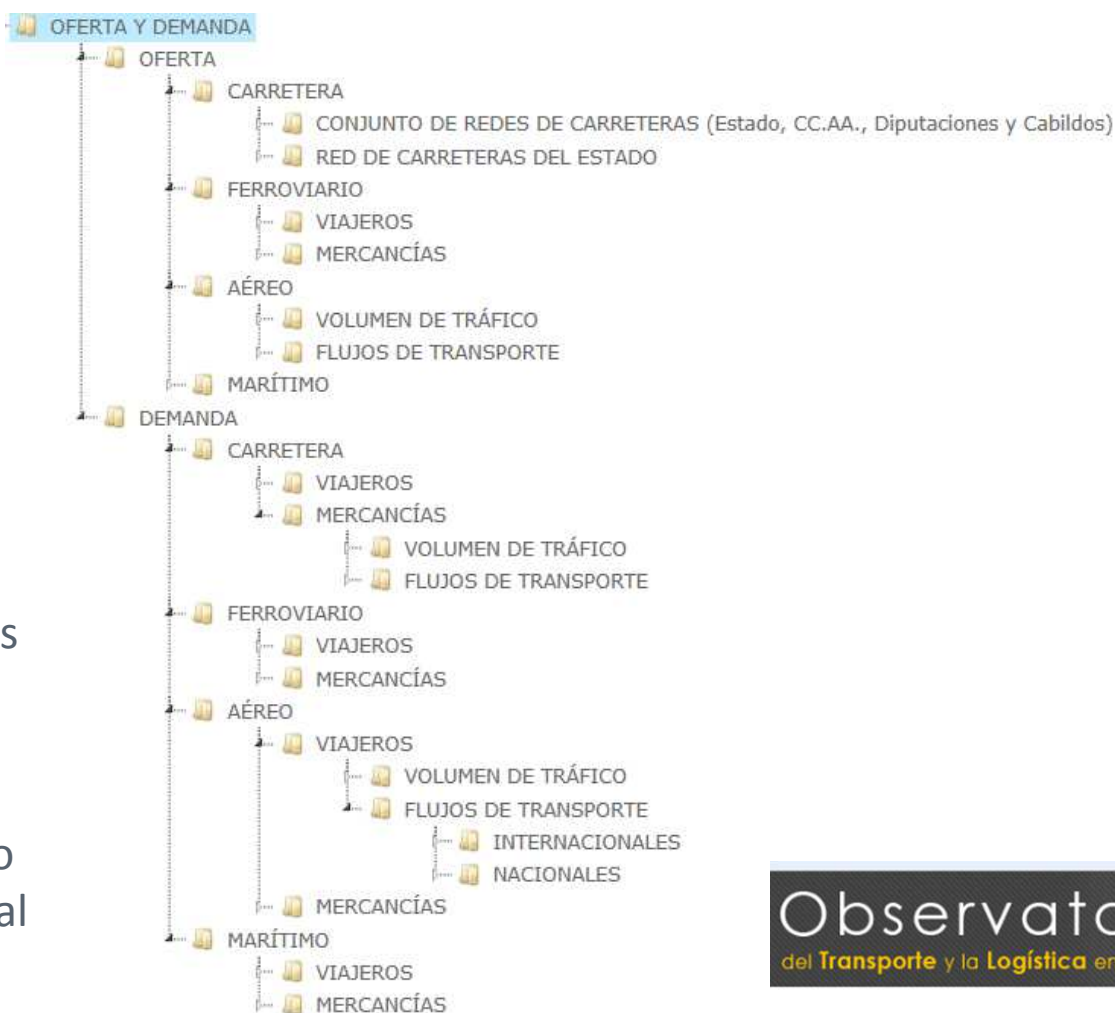 OFERTA Y DEMANDA
OFERTA
CARRETERA
CONJUNTO DE REDES DE CARRETERAS (Estado, CC.AA., Diputaciones y Cabildos)
RED DE CARRETERAS DEL ESTADO
FERROVIARIO
VIAJEROS
MERCANCÍAS
AÉREO
VOLUMEN DE TRÁFICO
FLUJOS DE TRANSPORTE
MARÍTIMO
DEMANDA
CARRETERA
VIAJEROS
MERCANCÍAS
VOLUMEN DE TRÁFICO
FLUJOS DE TRANSPORTE
FERROVIARIO
VIAJEROS
MERCANCÍAS
AÉREO
VIAJEROS
VOLUMEN DE TRÁFICO
FLUJOS DE TRANSPORTE
INTERNACIONALES
NACIONALES
MERCANCÍAS
MARÍTIMO
VIAJEROS
MERCANCÍAS
del Transporte y la Logística en